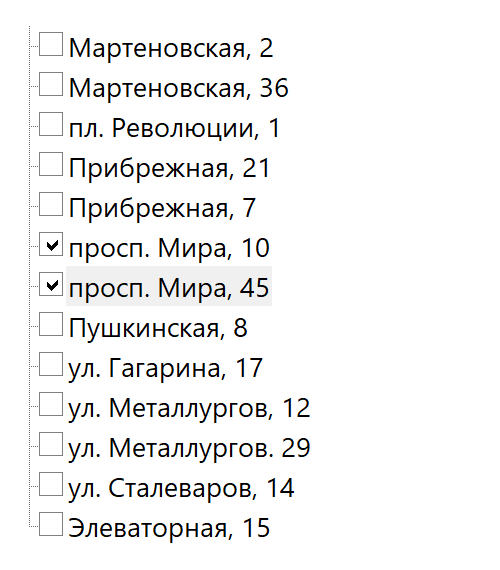 Мартеновская, 2
Мартеновская, 36
пл. Революции, 1
Прибрежная, 21
Прибрежная, 7
просп. Мира, 10
просп. Мира, 45
Пушкинская, 8
ул. Гагарина, 17
ул. Металлургов, 12
ул. Металлургов. 29
ул. Сталеваров, 14
Элеваторная, 15